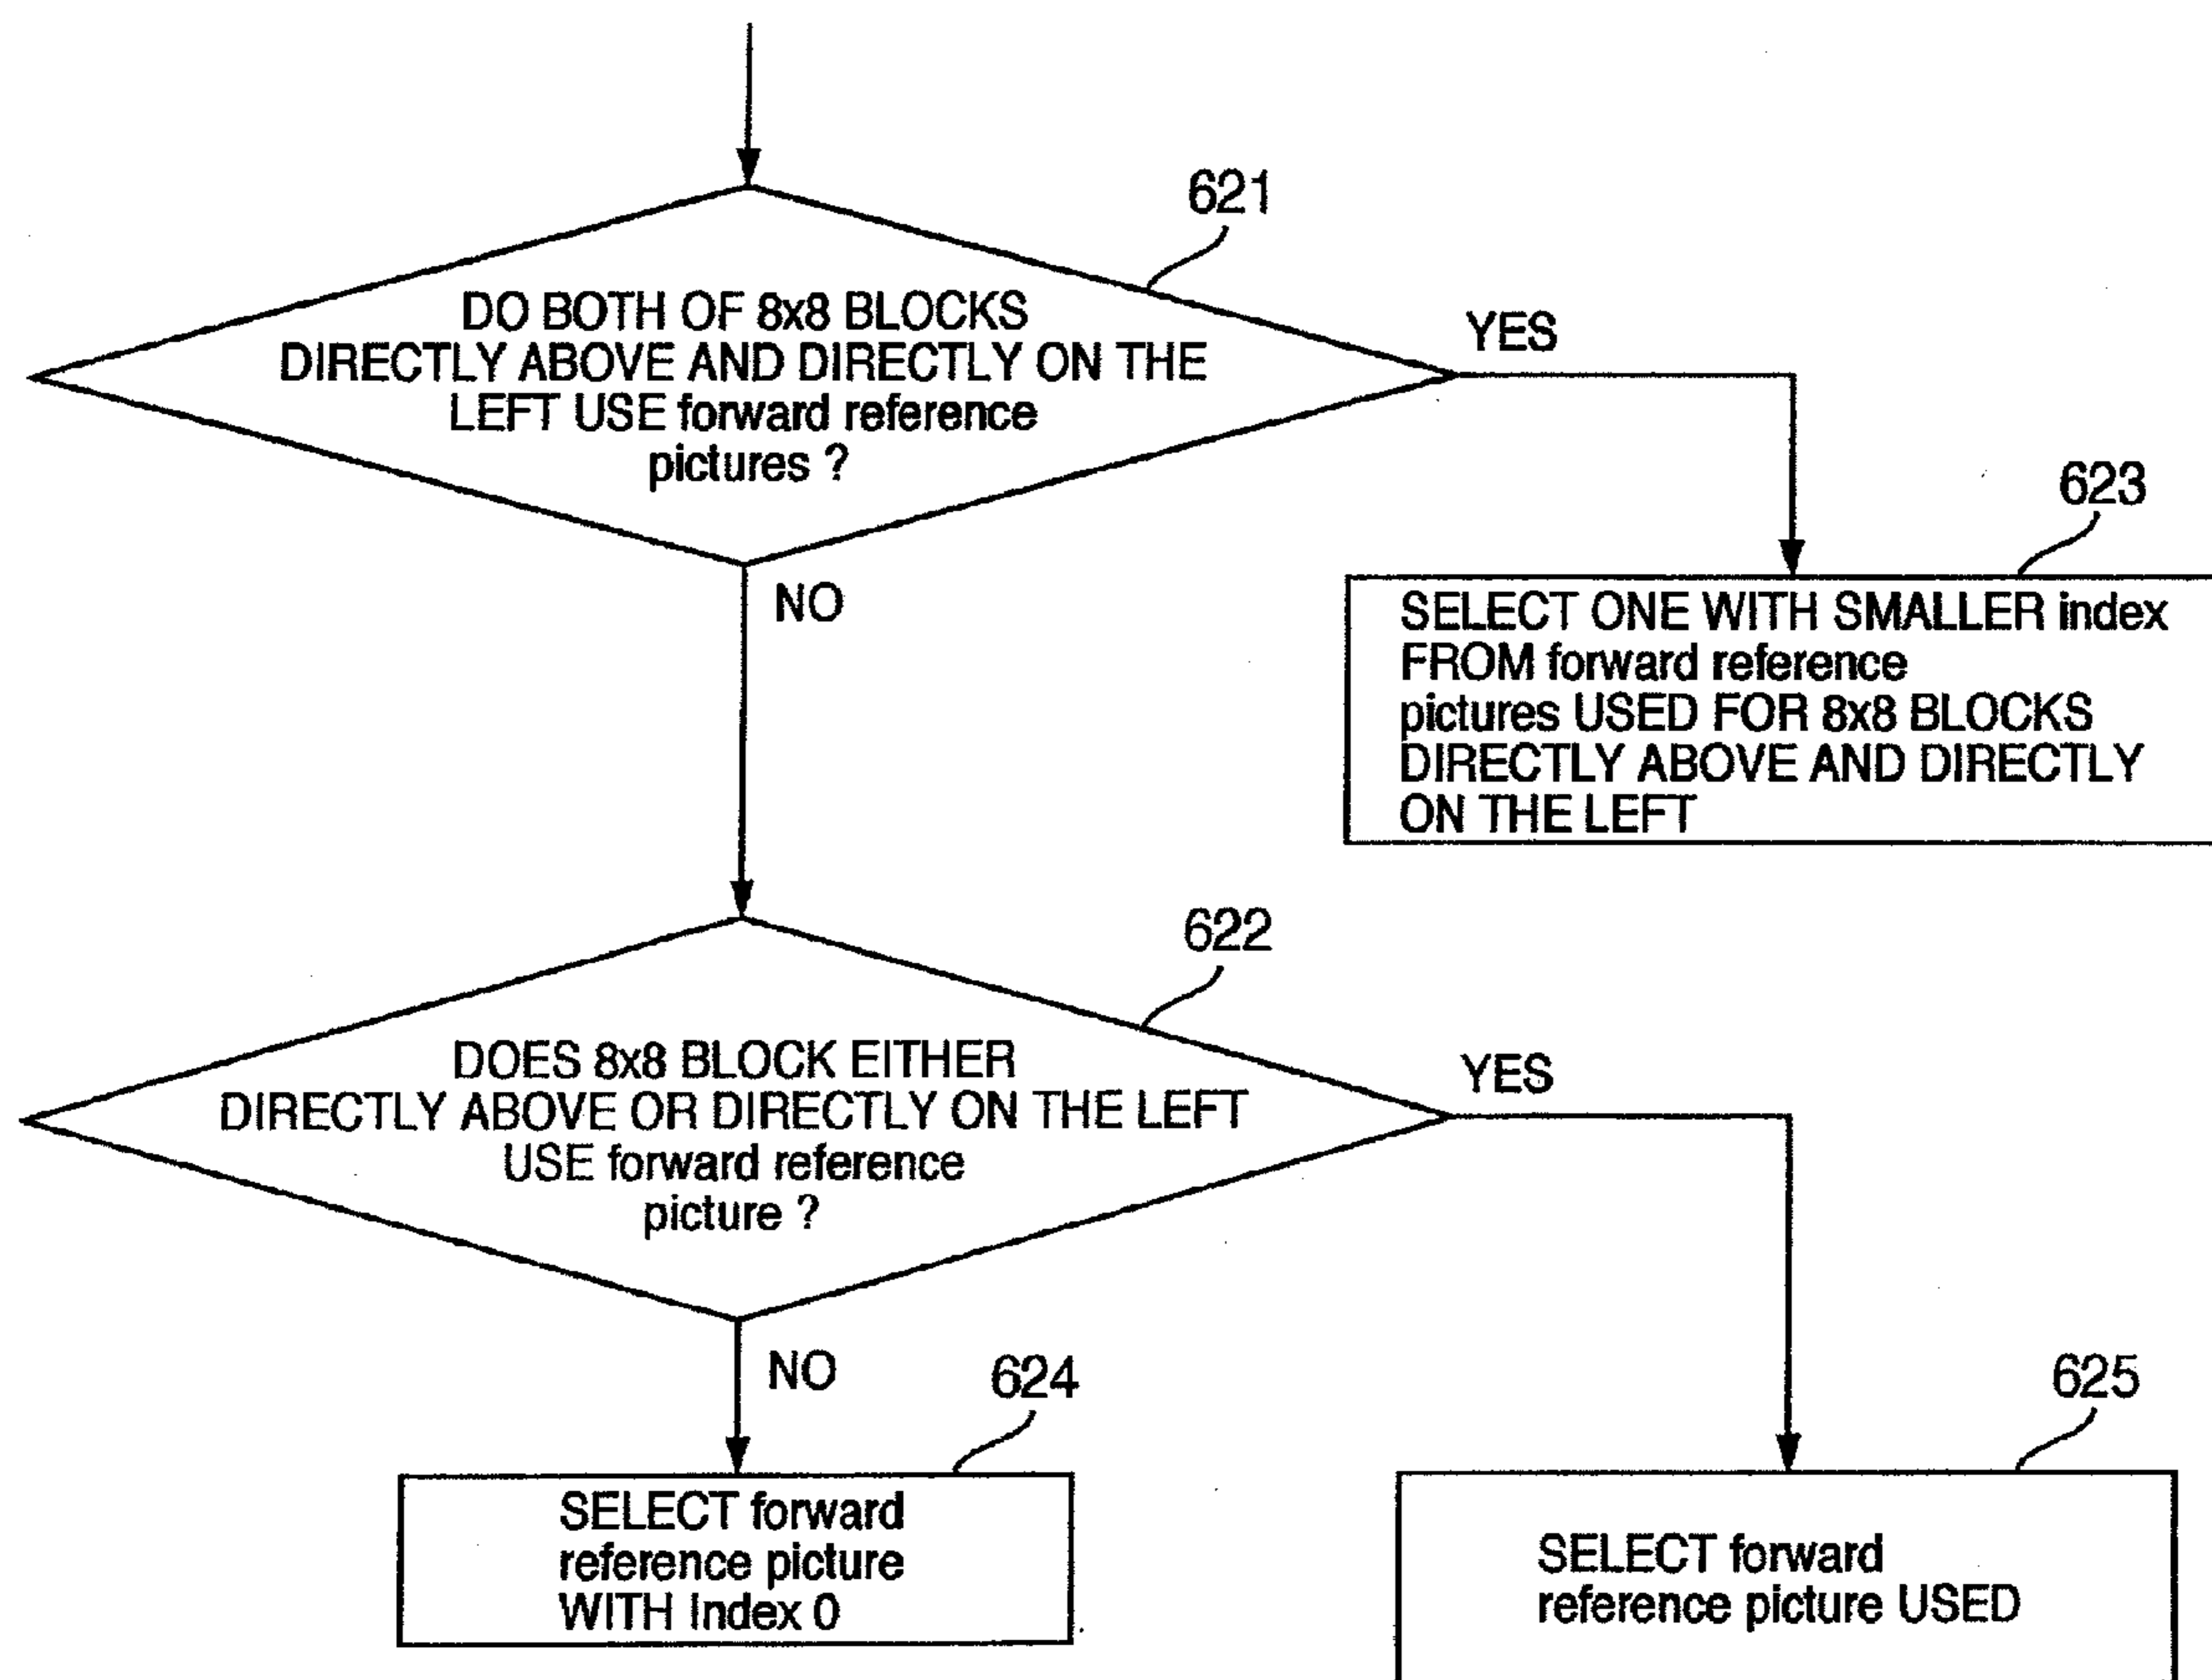 621
DO BOTH OF 8x8 BLOCKS
DIRECTLY ABOVE AND DIRECTLY ON THE
LEFT USE forward reference
pictures ?
YES
NO
623
SELECT ONE WITH SMALLER index
FROM forward reference
pictures USED FOR 8x8 BLOCKS
DIRECTLY ABOVE AND DIRECTLY
ON THE LEFT
622
DOES 8x8 BLOCK EITHER
DIRECTLY ABOVE OR DIRECTLY ON THE LEFT
USE forward reference
picture ?
YES
NO
624
SELECT forward
reference picture
WITH Index 0
625
SELECT forward
reference picture USED